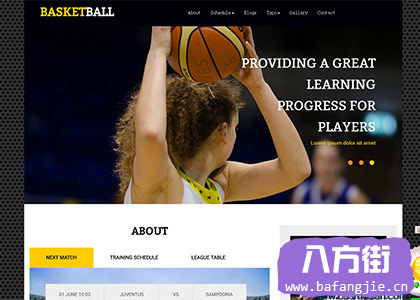 BASKETBALL
About Schedule Blogs Typo Gallery Contact
PROVIDING A GREAT
LEARNING
PROGRESS FOR
PLAYERS
Lorem ipsum dolor sit amet
ABOUT
NEXT MATCH TRAINING SCHEDULE LEAGUE TABLE
01 JUNE 10:00 JUVENTUS VS SAMPDORIA
八方街
www.bafangjie.cn